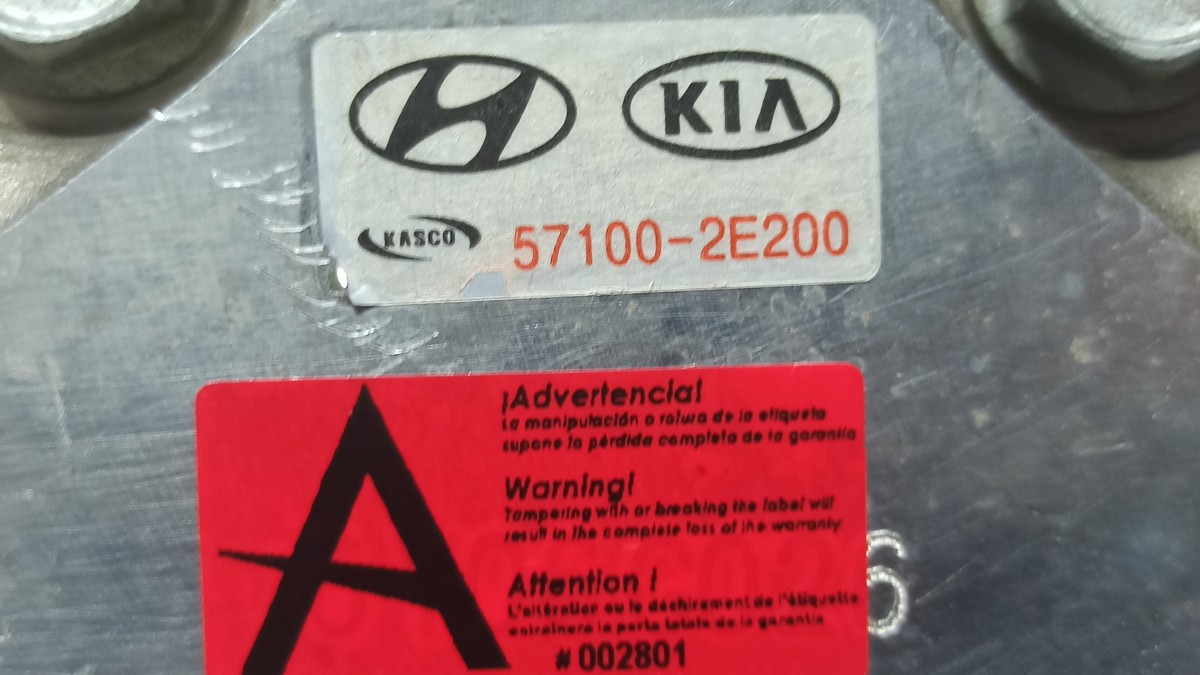 KIA
KASCO 57100-2E200
¡Advertencia!
La manipulación o rotura de la etiqueta
supone la pérdida completa de la garantía
Warning!
Tampering with or breaking the label will
result in the complete loss of the warranty
Attention !
L'altération ou le déchirement de l'étiquette
entraînera la perte totale de la garantía
#002801
A
6